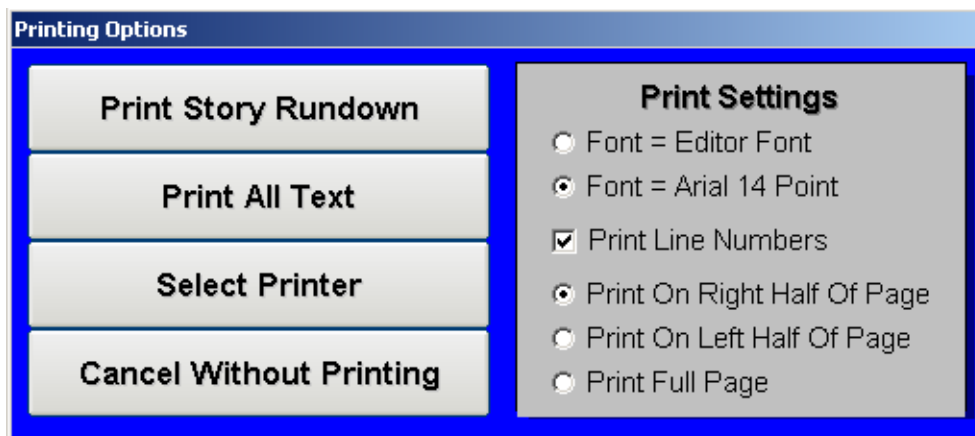 Printing Options
Print Story Rundown
Print All Text
Select Printer
Cancel Without Printing
Print Settings
Font = Editor Font
Font = Arial 14 Point
Print Line Numbers
Print On Right Half Of Page
Print On Left Half Of Page
Print Full Page